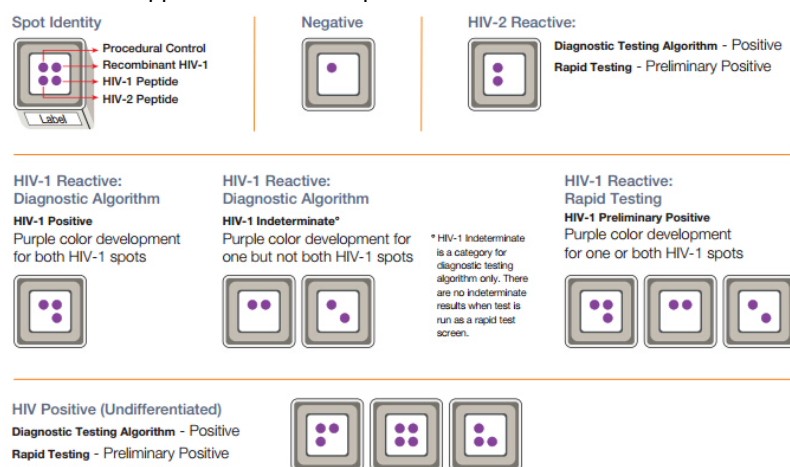 Spot Identity
Procedural Control
Recombinant HIV-1
HIV-1 Peptide
HIV-2 Peptide
Label
Negative
HIV-2 Reactive:
Diagnostic Testing Algorithm - Positive
Rapid Testing - Preliminary Positive
HIV-1 Reactive:
Diagnostic Algorithm
HIV-1 Positive
Purple color development
for both HIV-1 spots
HIV-1 Reactive:
Diagnostic Algorithm
HIV-1 Indeterminate°
Purple color development for
one but not both HIV-1 spots
° HIV-1 Indeterminate
is a category for
diagnostic testing
algorithm only. There
are no indeterminate
results when test is
run as a rapid test
screen.
HIV-1 Reactive:
Rapid Testing
HIV-1 Preliminary Positive
Purple color development
for one or both HIV-1 spots
HIV Positive (Undifferentiated)
Diagnostic Testing Algorithm - Positive
Rapid Testing - Preliminary Positive